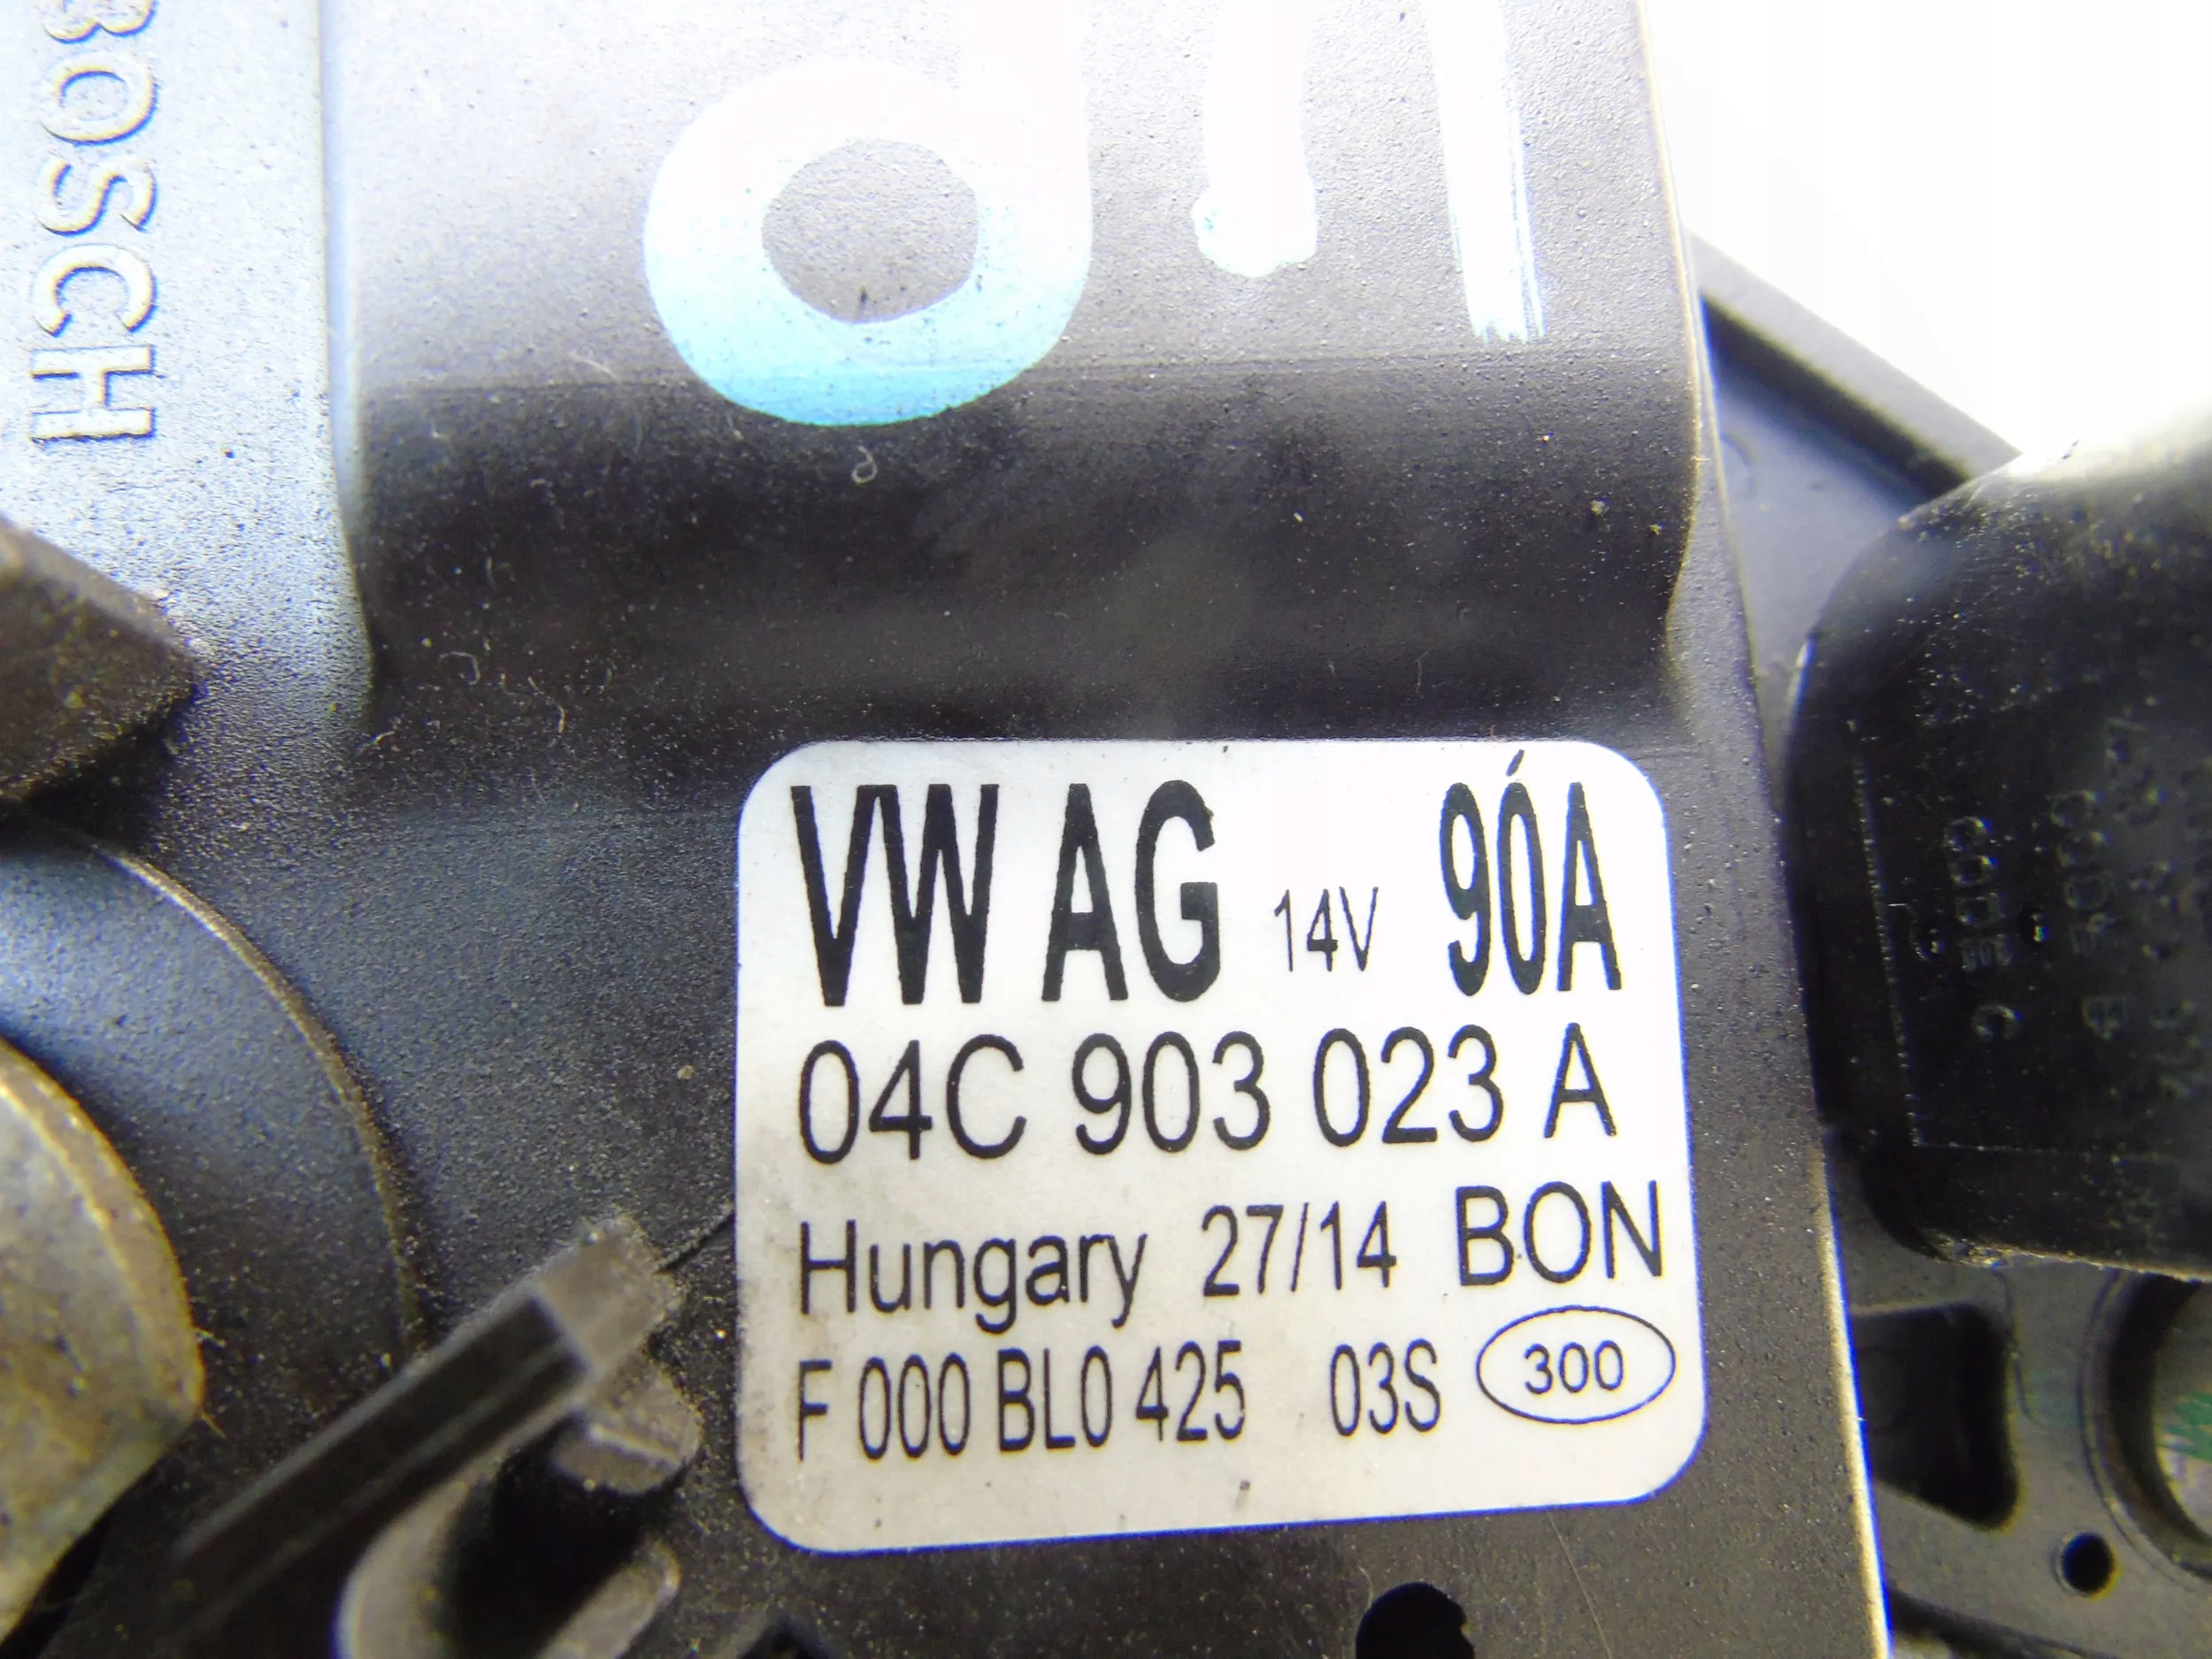 BOSCH
VW AG 14V 90A
04C 903 023 A
Hungary 27/14 BON
F 000 BL0 425 03S 300